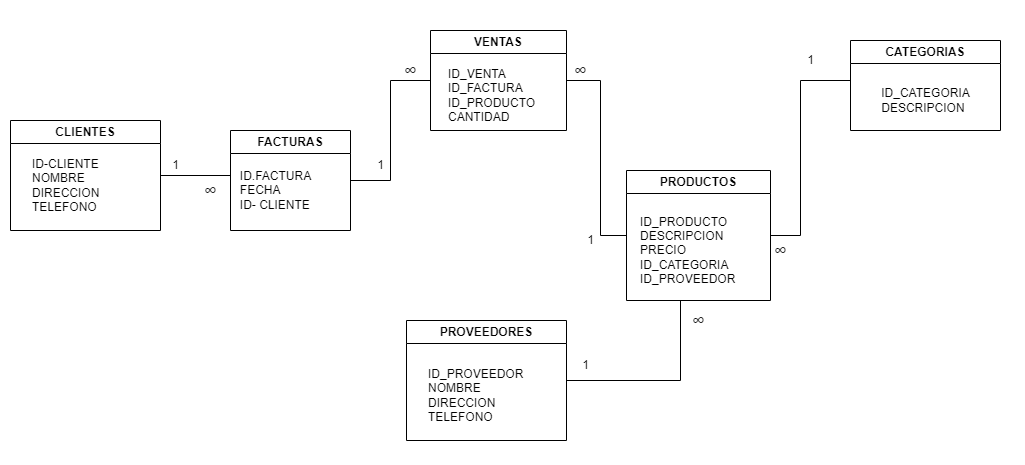 CLIENTES
ID-CLIENTE
NOMBRE
DIRECCION
TELEFONO
1
∞
FACTURAS
ID.FACTURA
FECHA
ID- CLIENTE
1
∞
VENTAS
ID_VENTA
ID_FACTURA
ID_PRODUCTO
CANTIDAD
∞
1
PRODUCTOS
ID_PRODUCTO
DESCRIPCION
PRECIO
ID_CATEGORIA
ID_PROVEEDOR
∞
1
CATEGORIAS
ID_CATEGORIA
DESCRIPCION
∞
1
PROVEEDORES
ID_PROVEEDOR
NOMBRE
DIRECCION
TELEFONO